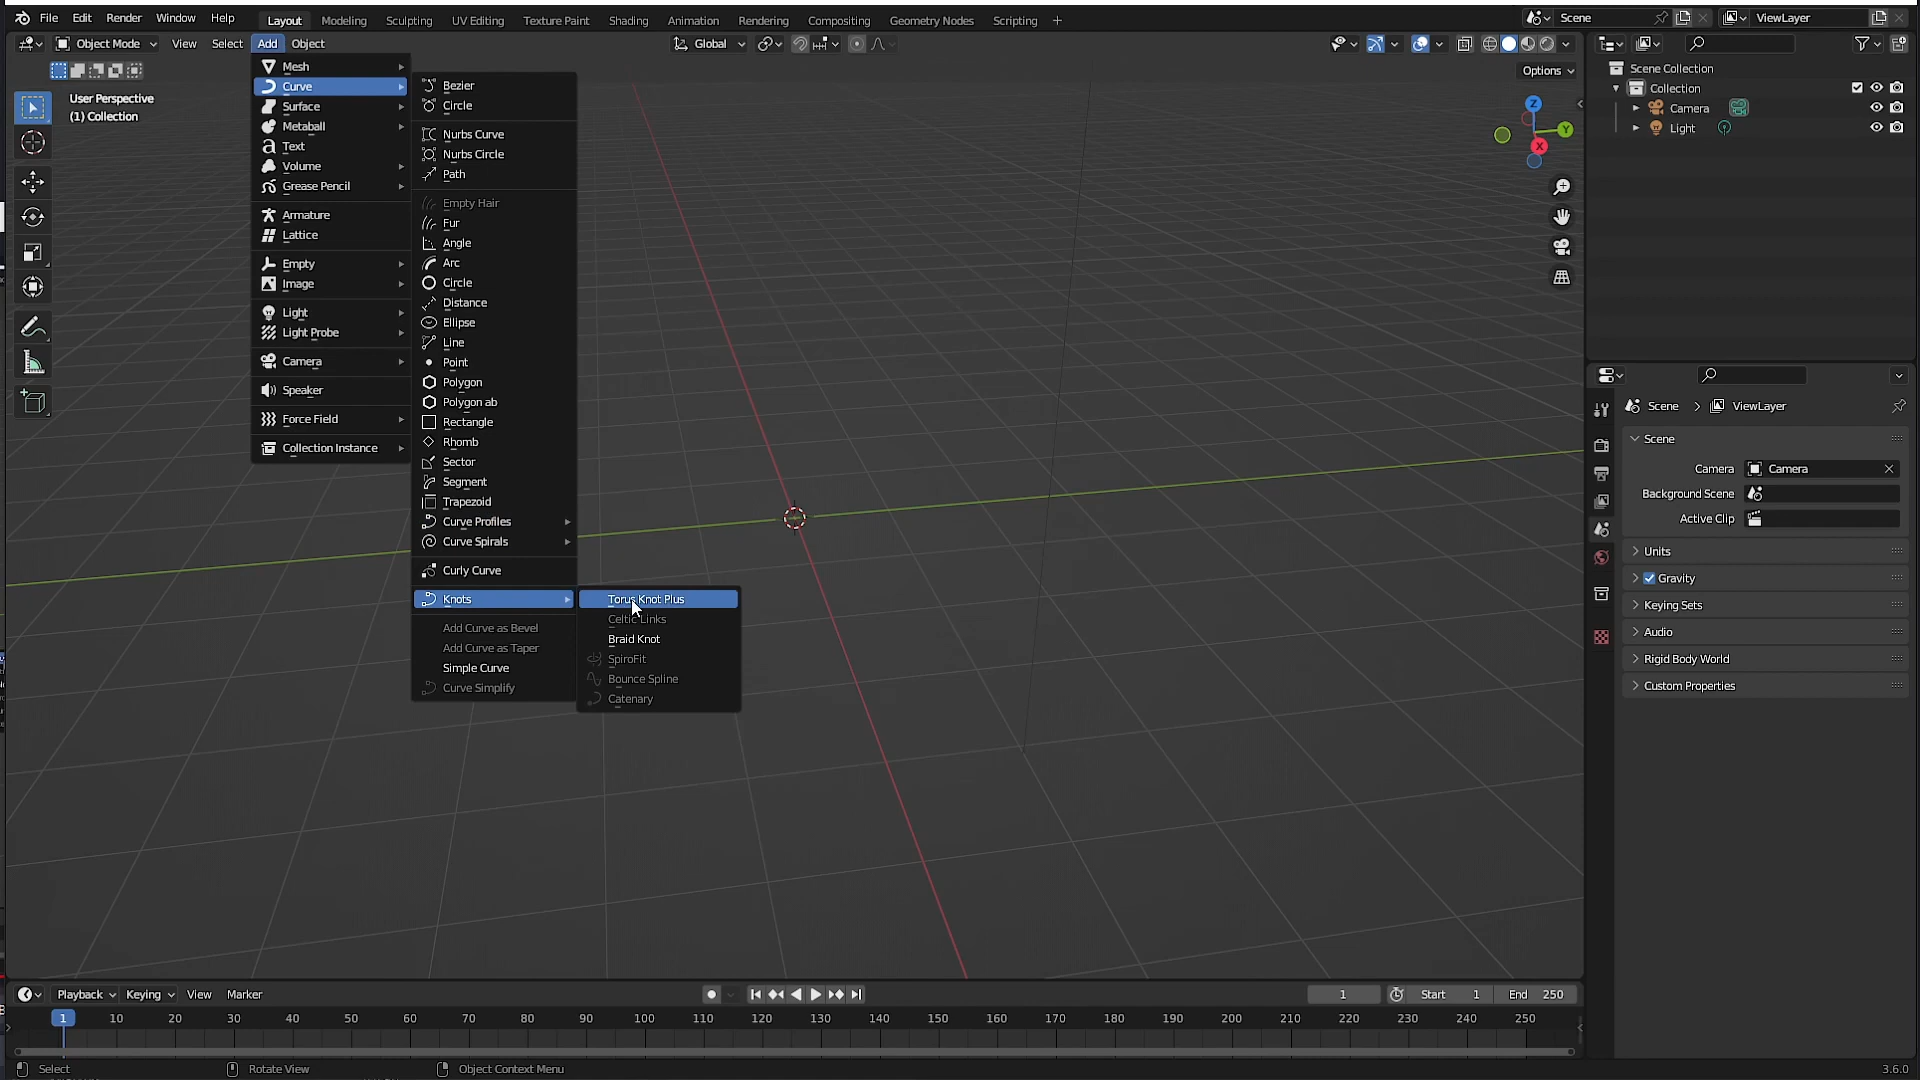 File Edit Render Window Help Layout Modeling Sculpting UV Editing Texture Paint Shading Animation Rendering Compositing Geometry Nodes Scripting + Scene ViewLayer
Object Mode View Select Add Object Global
Options
User Perspective
(1) Collection
Mesh
Curve
Surface
Metaball
Text
Volume
Grease Pencil
Armature
Lattice
Empty
Image
Light
Light Probe
Camera
Speaker
Force Field
Collection Instance
Bezier
Circle
Nurbs Curve
Nurbs Circle
Path
Empty Hair
Fur
Angle
Arc
Circle
Distance
Ellipse
Line
Point
Polygon
Polygon ab
Rectangle
Rhomb
Sector
Segment
Trapezoid
Curve Profiles
Curve Spirals
Curly Curve
Knots
Add Curve as Bevel
Add Curve as Taper
Simple Curve
Curve Simplify
Torus Knot Plus
Celtic Links
Braid Knot
SpiroFit
Bounce Spline
Catenary
Z
Y
X
Scene Collection
Collection
Camera
Light
Scene > ViewLayer
Scene
Camera Camera
Background Scene
Active Clip
Units
Gravity
Keying Sets
Audio
Rigid Body World
Custom Properties
Playback Keying View Marker 1 Start 1 End 250
1 10 20 30 40 50 60 70 80 90 100 110 120 130 140 150 160 170 180 190 200 210 220 230 240 250
Select Rotate View Object Context Menu 3.6.0